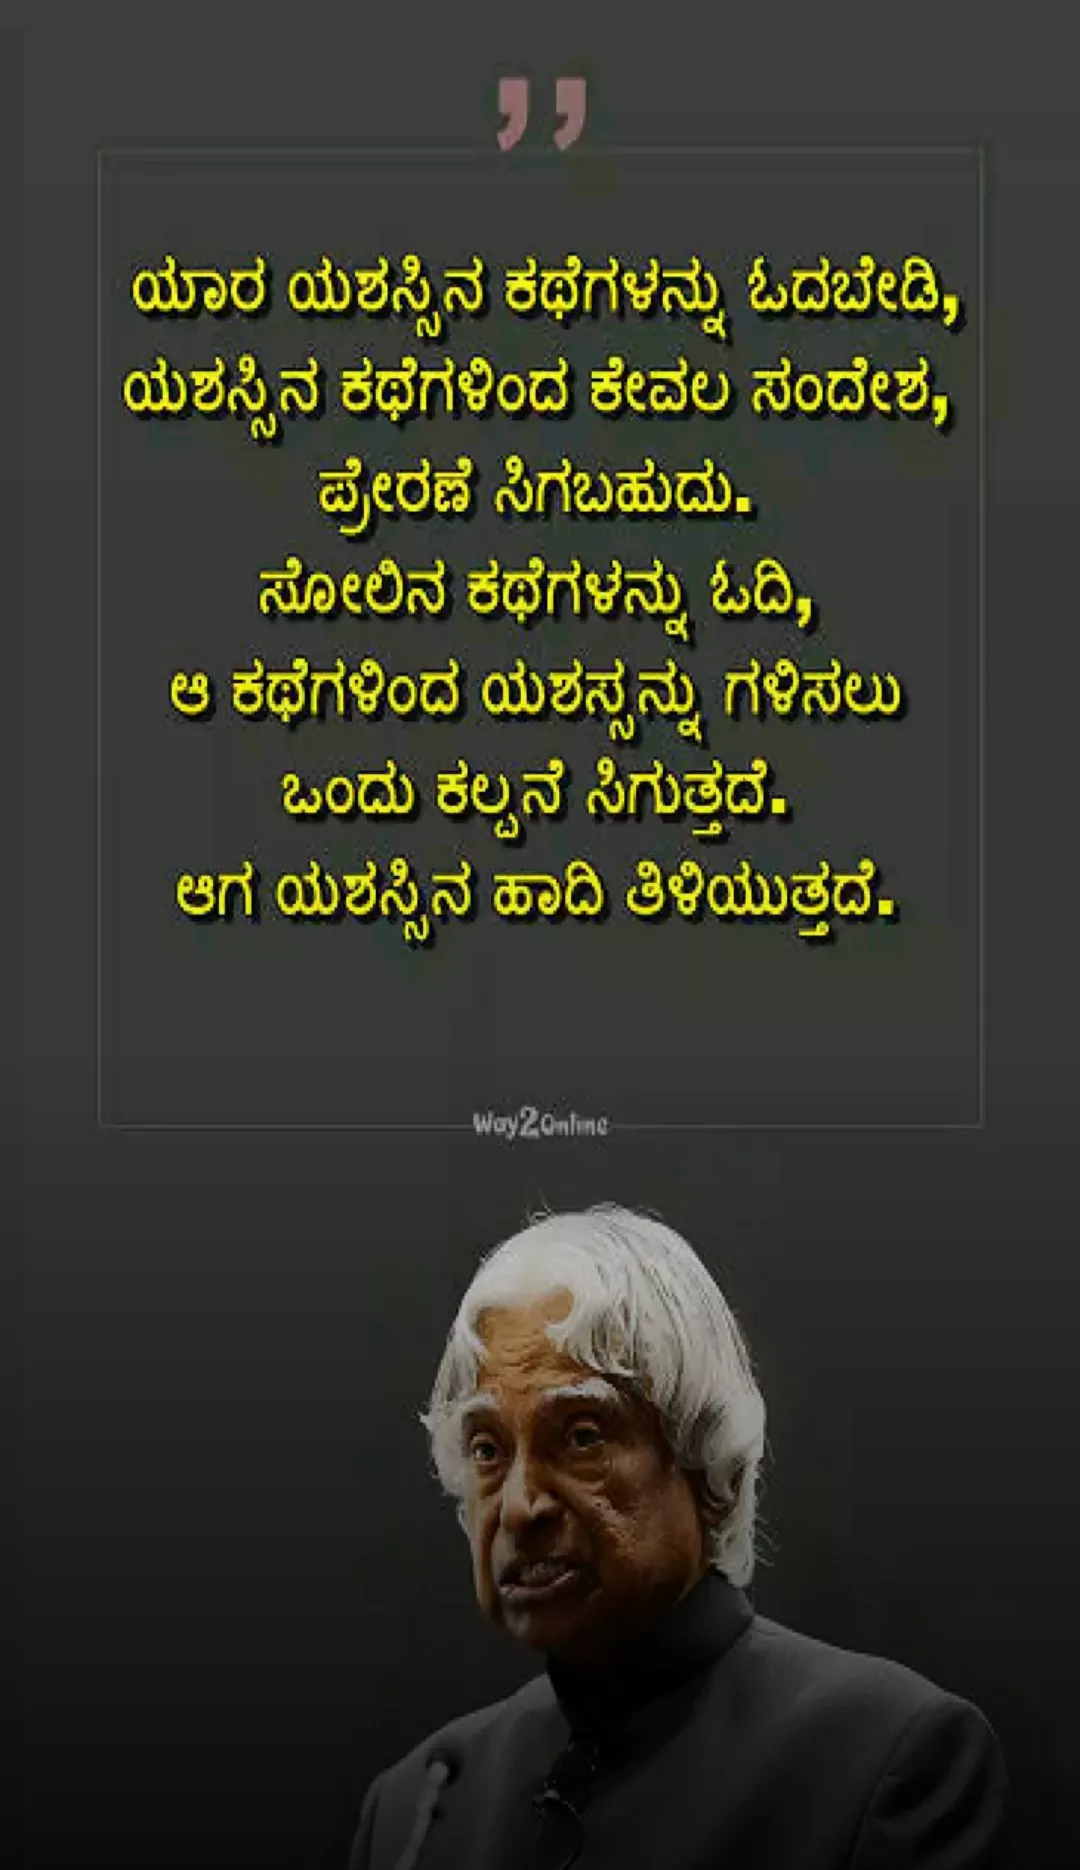 ಯಾರ ಯಶಸ್ಸಿನ ಕಥೆಗಳನ್ನು ಓದಬೇಡಿ,
ಯಶಸ್ಸಿನ ಕಥೆಗಳಿಂದ ಕೇವಲ ಸಂದೇಶ,
ಪ್ರೇರಣೆ ಸಿಗಬಹುದು.
ಸೋಲಿನ ಕಥೆಗಳನ್ನು ಓದಿ,
ಆ ಕಥೆಗಳಿಂದ ಯಶಸ್ಸನ್ನು ಗಳಿಸಲು
ಒಂದು ಕಲ್ಪನೆ ಸಿಗುತ್ತದೆ.
ಆಗ ಯಶಸ್ಸಿನ ಹಾದಿ ತಿಳಿಯುತ್ತದೆ.
Way2Online